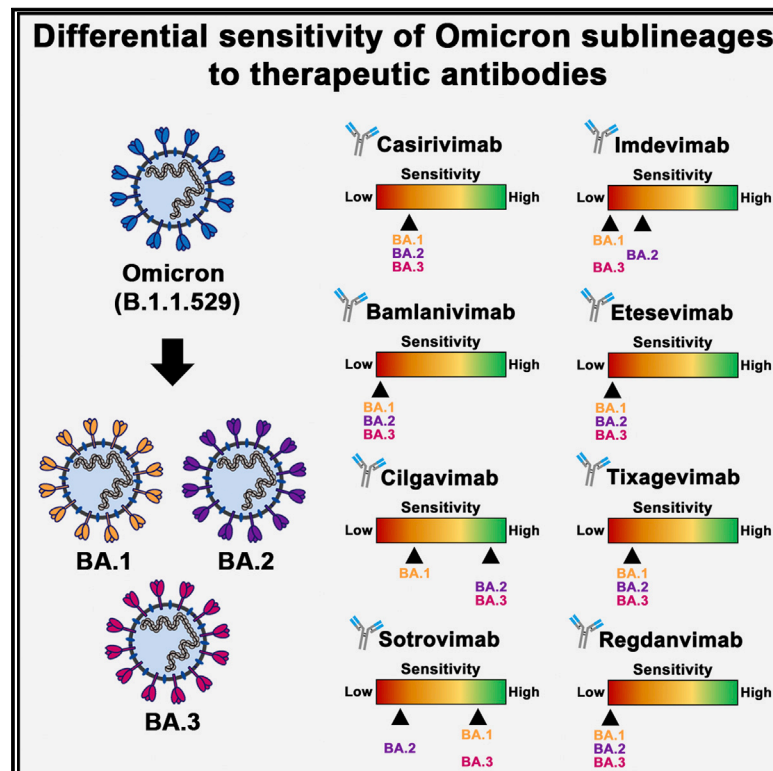 Differential sensitivity of Omicron sublineages
to therapeutic antibodies
Omicron
(B.1.1.529)
BA.1
BA.2
BA.3
Casirivimab
Sensitivity
Low
High
BA.1
BA.2
BA.3
Imdevimab
Sensitivity
Low
High
BA.1
BA.2
BA.3
Bamlanivimab
Sensitivity
Low
High
BA.1
BA.2
BA.3
Etesevimab
Sensitivity
Low
High
BA.1
BA.2
BA.3
Cilgavimab
Sensitivity
Low
High
BA.1
BA.2
BA.3
Tixagevimab
Sensitivity
Low
High
BA.1
BA.2
BA.3
Sotrovimab
Sensitivity
Low
High
BA.1
BA.2
BA.3
Regdanvimab
Sensitivity
Low
High
BA.1
BA.2
BA.3